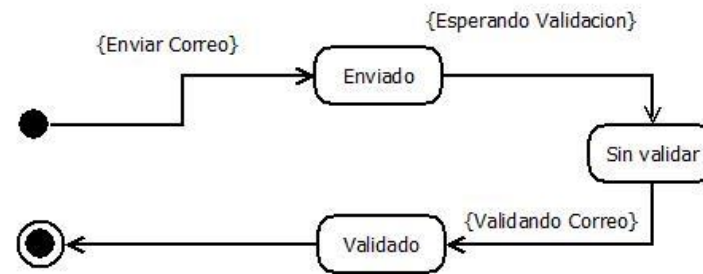 {Esperando Validacion}
{Enviar Correo}
Enviado
Sin validar
{Validando Correo}
Validado